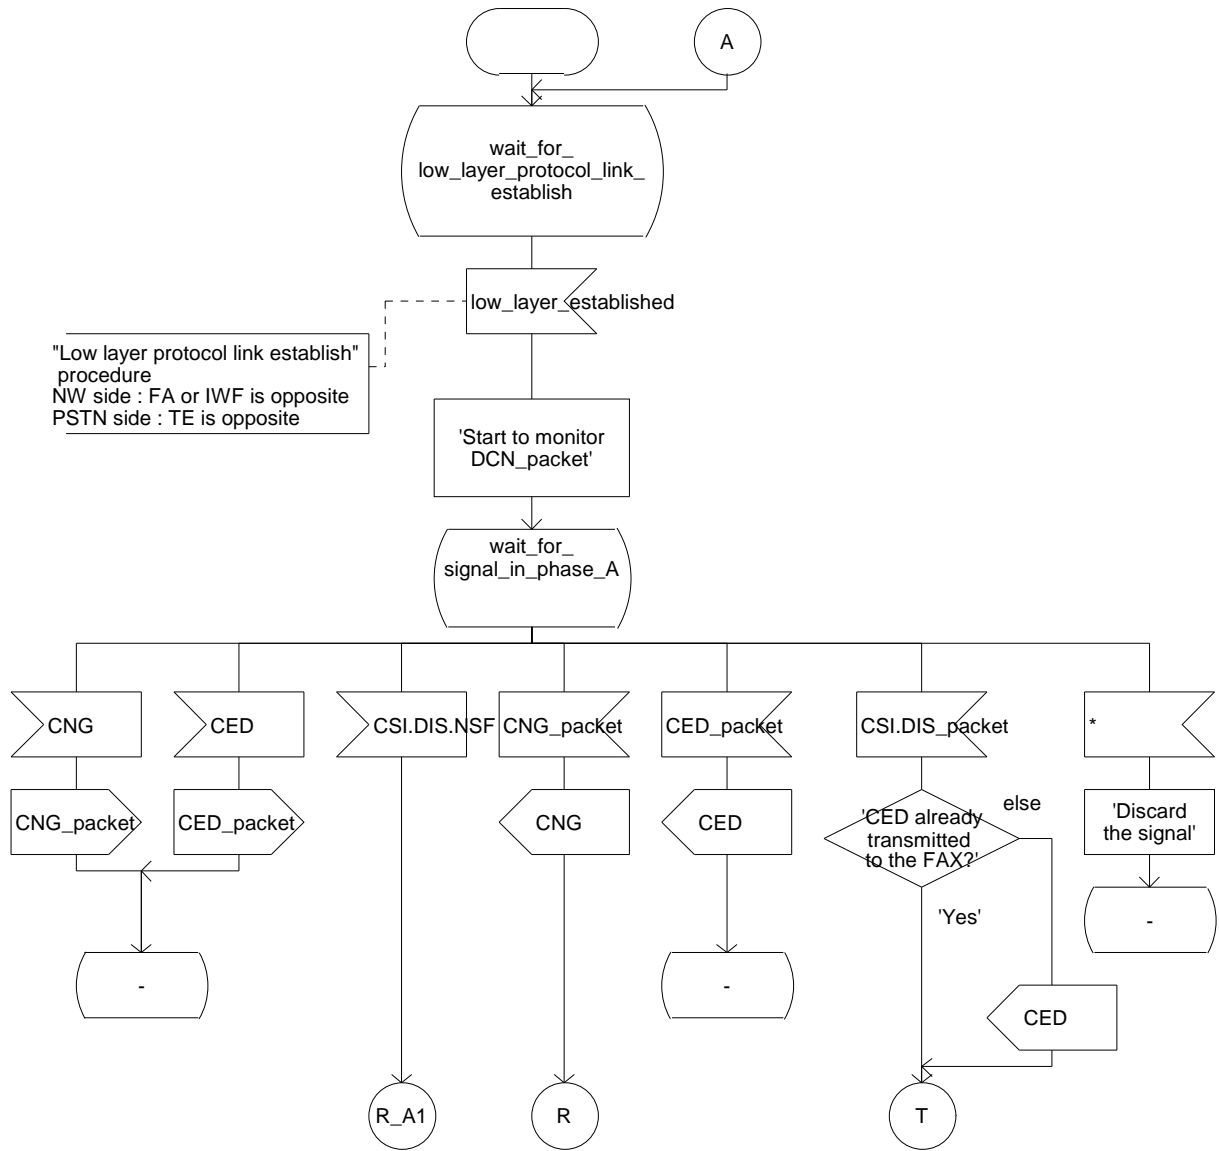 A
wait_for_
low_layer_protocol_link_
establish
low_layer_established
"Low layer protocol link establish"
procedure
NW side : FA or IWF is opposite
PSTN side : TE is opposite
'Start to monitor
DCN_packet'
wait_for_
signal_in_phase_A
CNG
CED
CSI.DIS.NSF
CNG_packet
CED_packet
CSI.DIS_packet
*
CNG_packet
CED_packet
CNG
CED
'CED already
transmitted
to the FAX?'
else
'Discard
the signal'
'Yes'
-
-
-
CED
R_A1
R
T